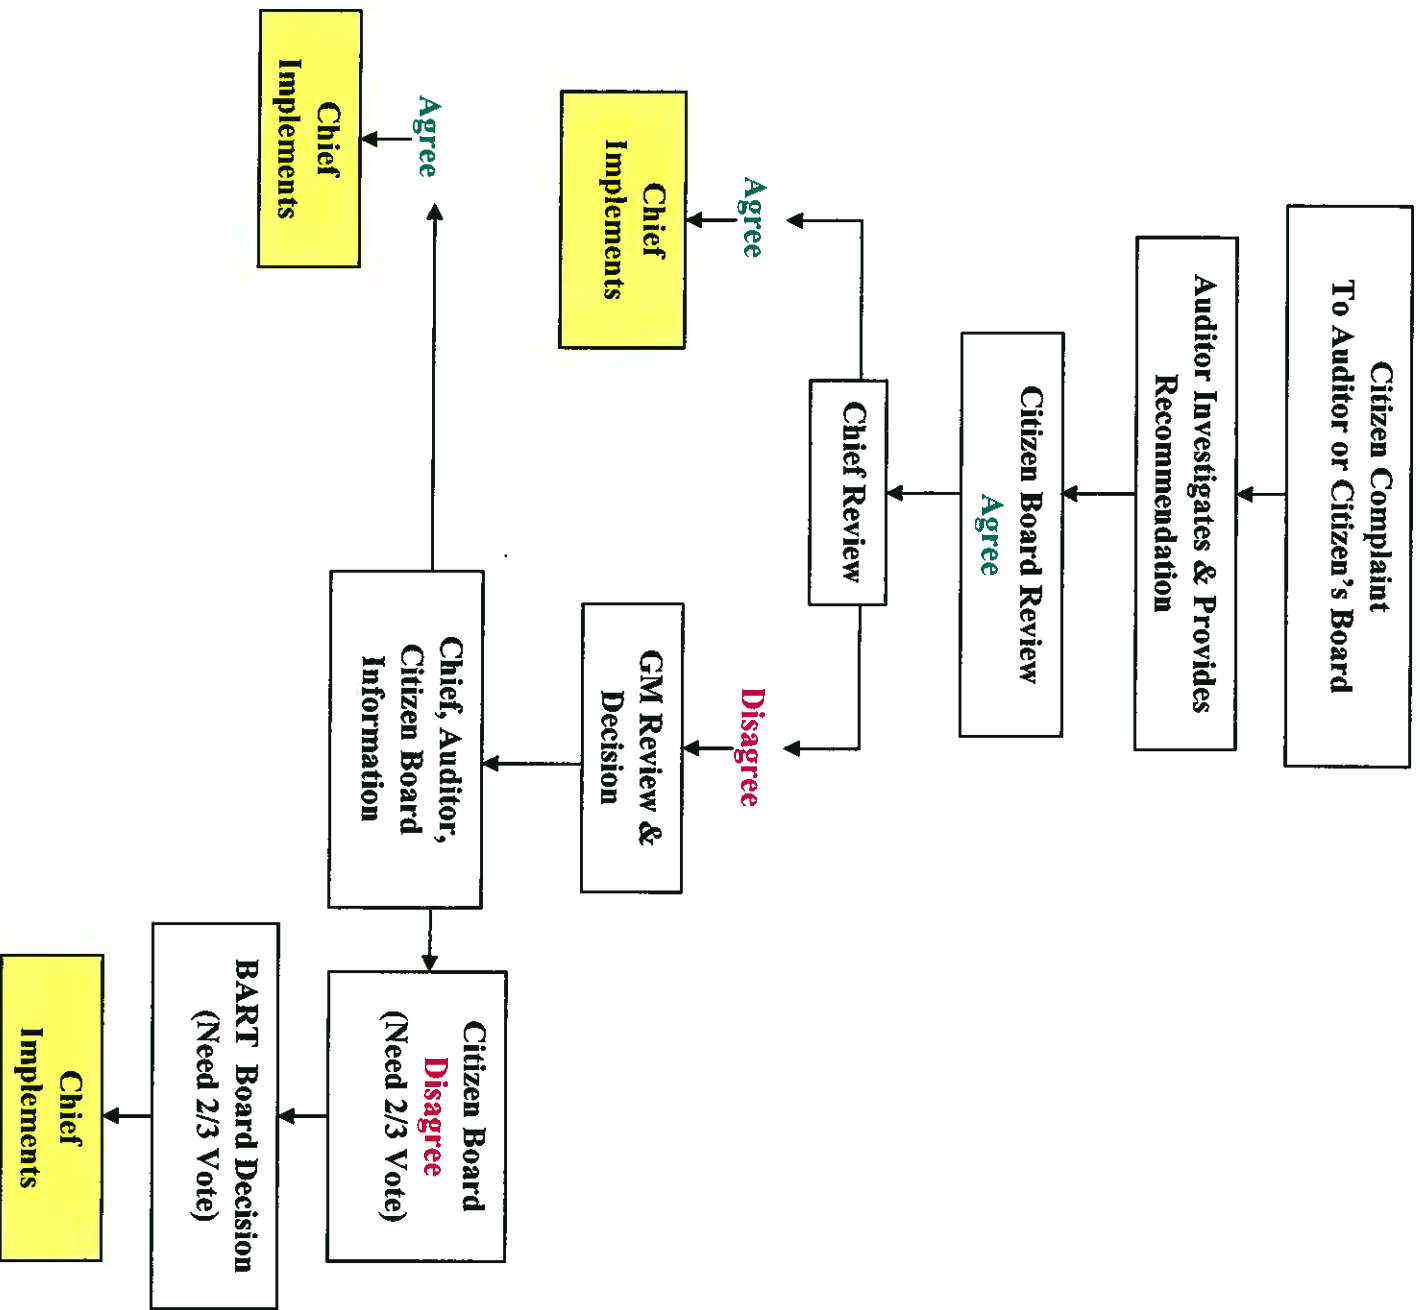 Citizen Complaint
To Auditor or Citizen's Board
Auditor Investigates & Provides
Recommendation
Citizen Board Review
Agree
Chief Review
Agree
Disagree
Chief
Implements
GM Review &
Decision
Chief, Auditor,
Citizen Board
Information
Agree
Chief
Implements
Citizen Board
Disagree
(Need 2/3 Vote)
BART Board Decision
(Need 2/3 Vote)
Chief
Implements